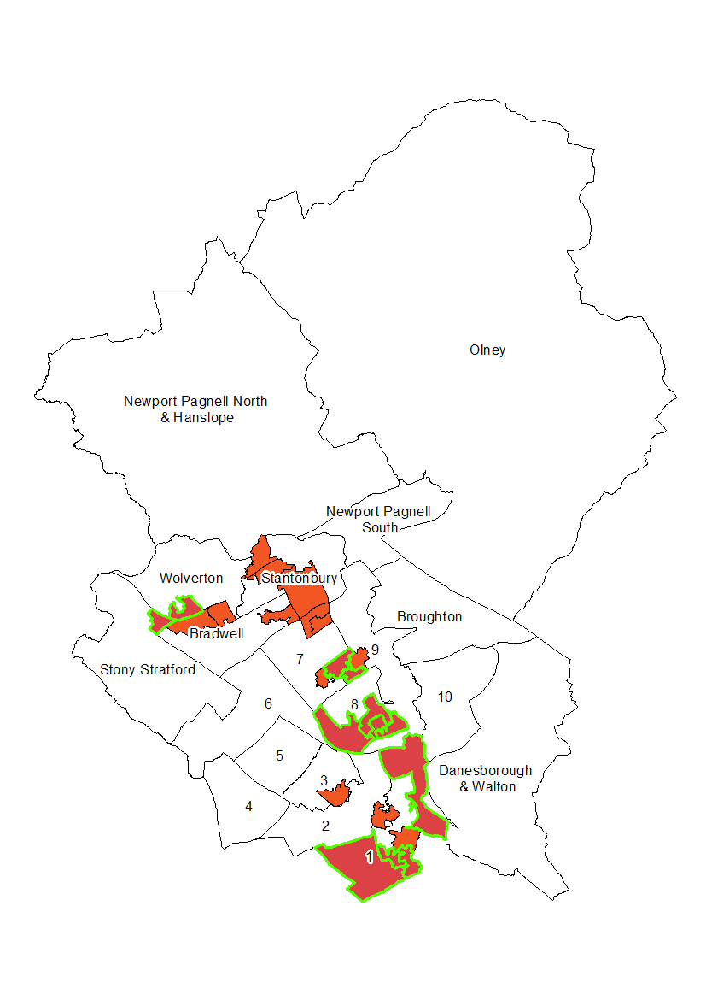 Olney
Newport Pagnell North
& Hanslope
Newport Pagnell
South
Wolverton
Stantonbury
Broughton
Bradwell
Stony Stratford
7
9
10
6
8
5
3
Danesborough
& Walton
4
2
1